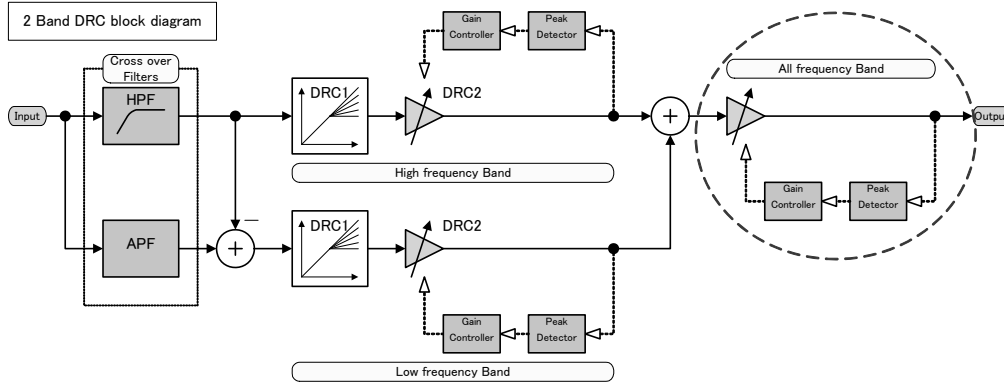 2 Band DRC block diagram
Cross over
Filters
Input
HPF
APF
DRC1
DRC2
Gain
Controller
Peak
Detector
High frequency Band
DRC1
DRC2
Gain
Controller
Peak
Detector
Low frequency Band
All frequency Band
Gain
Controller
Peak
Detector
Output